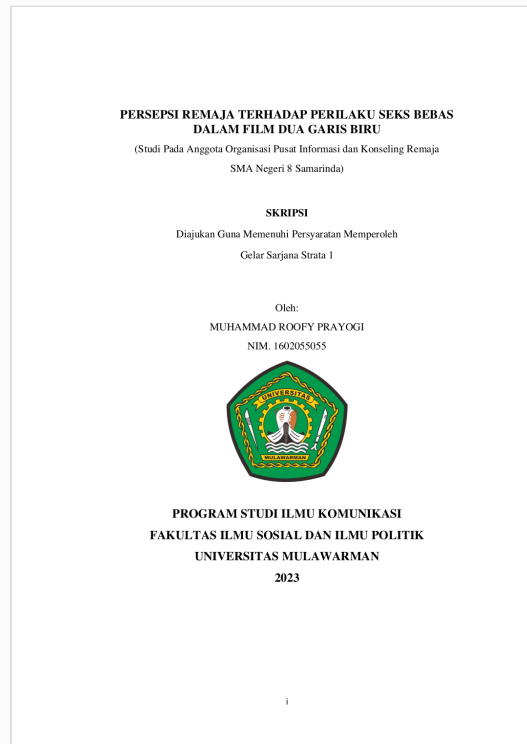 PERSEPSI REMAJA TERHADAP PERILAKU SEKS BEBAS
DALAM FILM DUA GARIS BIRU
(Studi Pada Anggota Organisasi Pusat Informasi dan Konseling Remaja
SMA Negeri 8 Samarinda)
SKRIPSI
Diajukan Guna Memenuhi Persyaratan Memperoleh
Gelar Sarjana Strata 1
Oleh:
MUHAMMAD ROOFY PRAYOGI
NIM. 1602055055
UNIVERSITAS
MULAWARMAN
PROGRAM STUDI ILMU KOMUNIKASI
FAKULTAS ILMU SOSIAL DAN ILMU POLITIK
UNIVERSITAS MULAWARMAN
2023
i